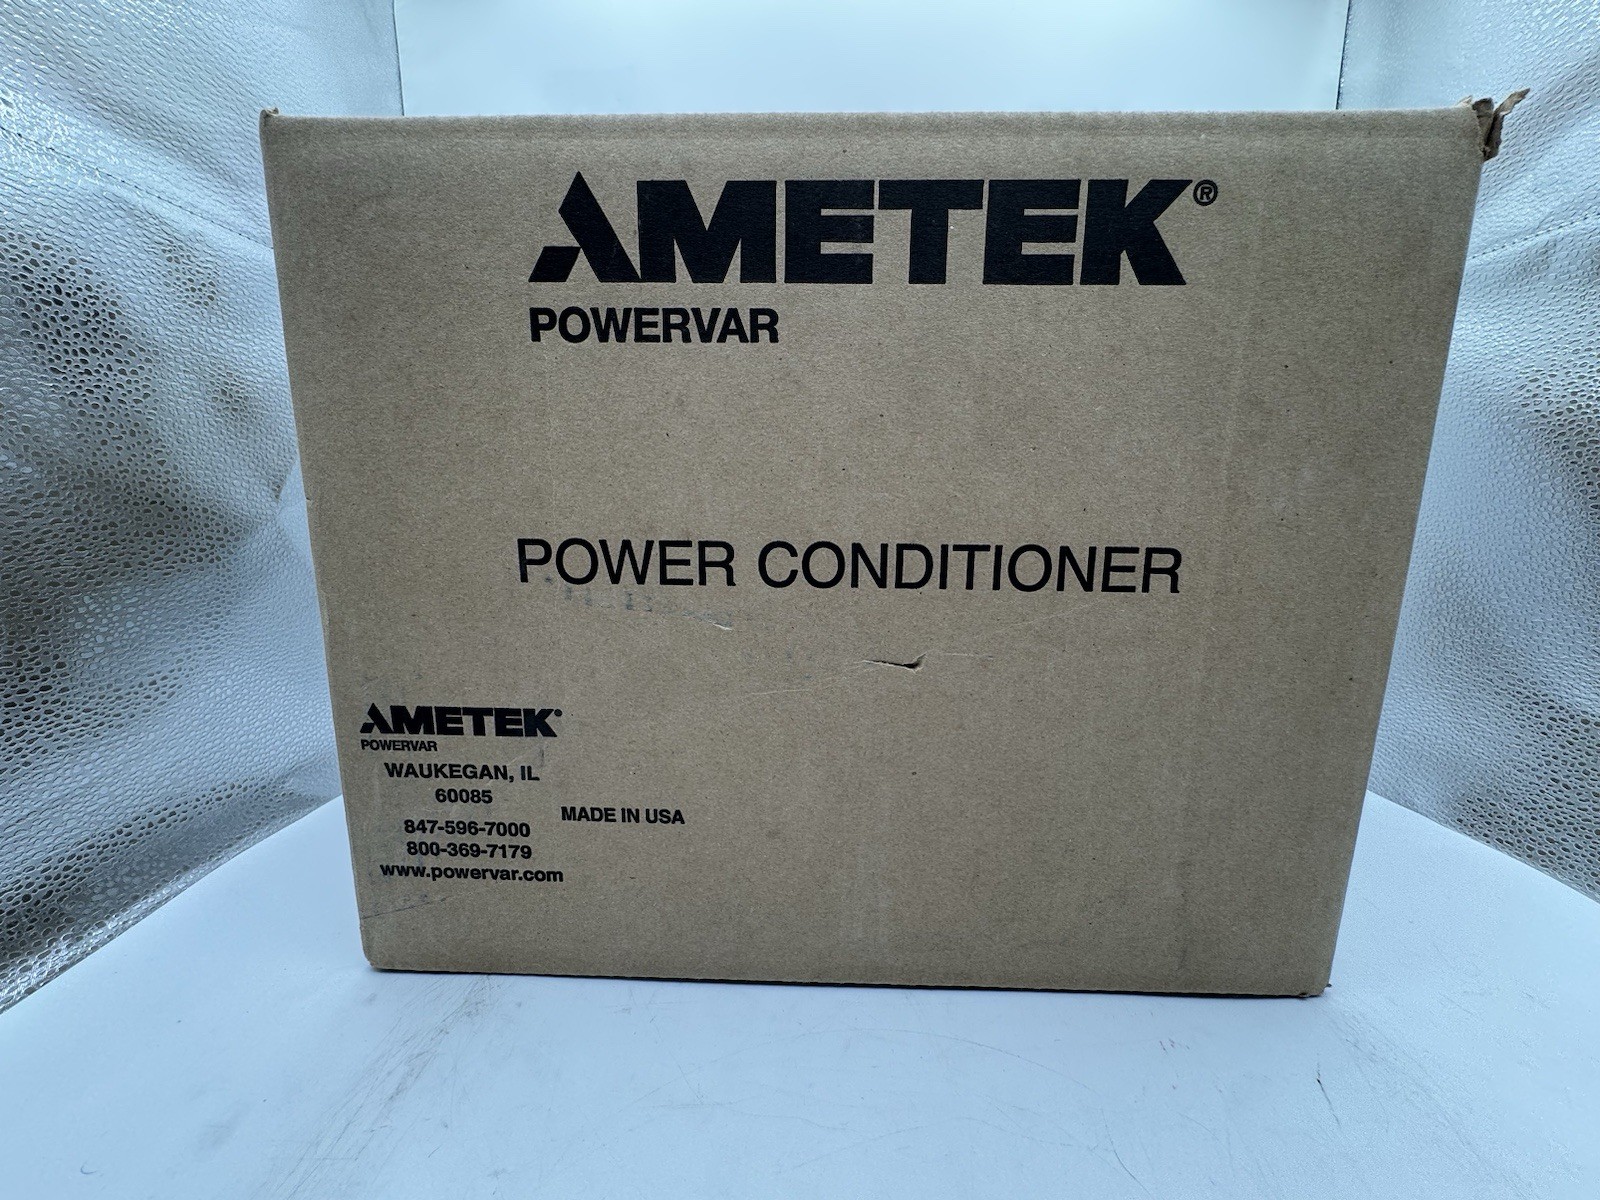 AMETEK®
POWERVAR
POWER CONDITIONER
AMETEK®
POWERVAR
WAUKEGAN, IL
60085
847-596-7000
800-369-7179
www.powervar.com
MADE IN USA